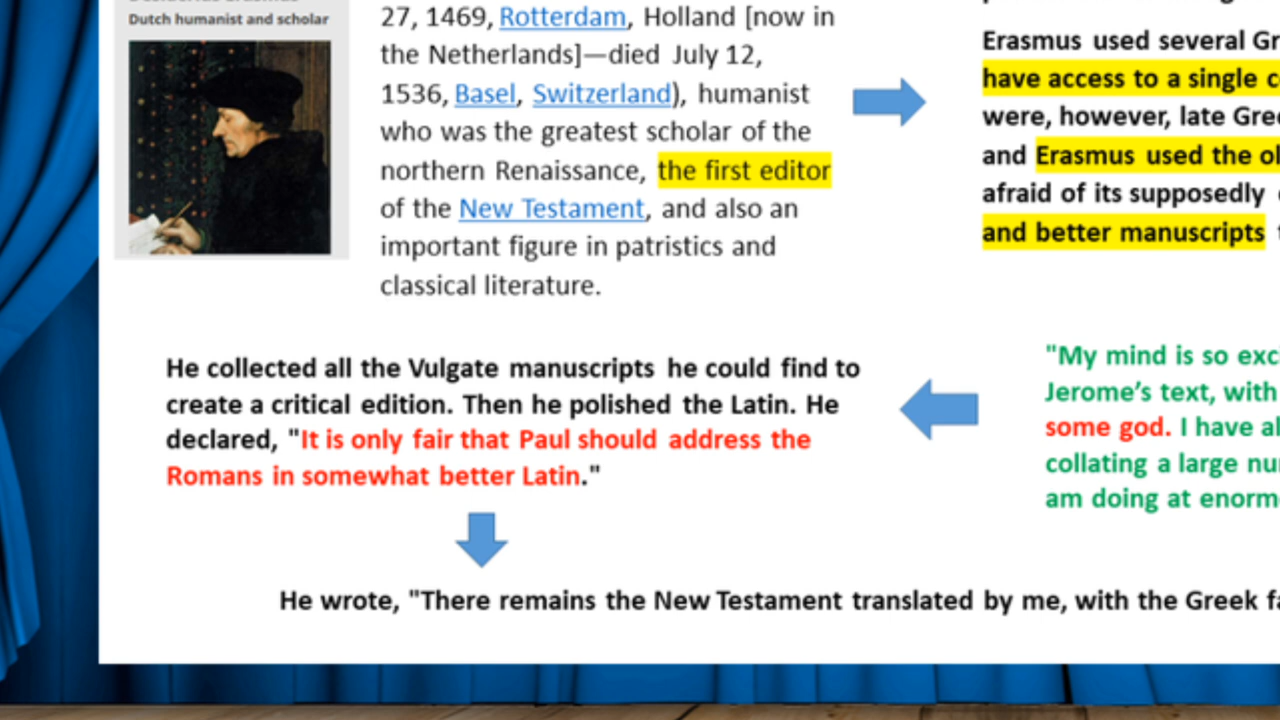 Dutch humanist and scholar
27, 1469, Rotterdam, Holland [now in
the Netherlands]—died July 12,
1536, Basel, Switzerland), humanist
who was the greatest scholar of the
northern Renaissance, the first editor
of the New Testament, and also an
important figure in patristics and
classical literature.
Erasmus used several
have access to a single
were, however, late
and Erasmus used the
afraid of its supposedly
and better manuscripts
He collected all the Vulgate manuscripts he could find to
create a critical edition. Then he polished the Latin. He
declared, "It is only fair that Paul should address the
Romans in somewhat better Latin."
"My mind is so
Jerome’s text, with
some god. I have
collating a large
am doing at
He wrote, "There remains the New Testament translated by me, with the Greek